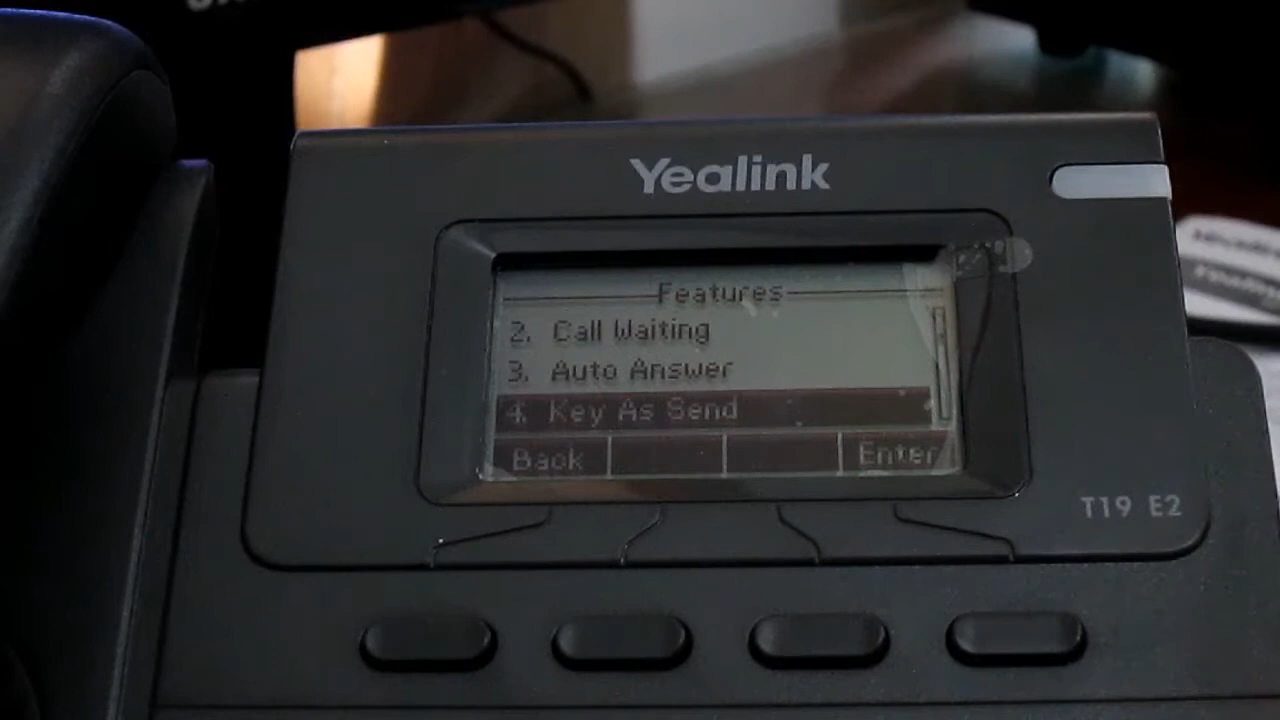 Yealink
Features
2. Call Waiting
3. Auto Answer
4. Key As Send
Back Enter
T19 E2